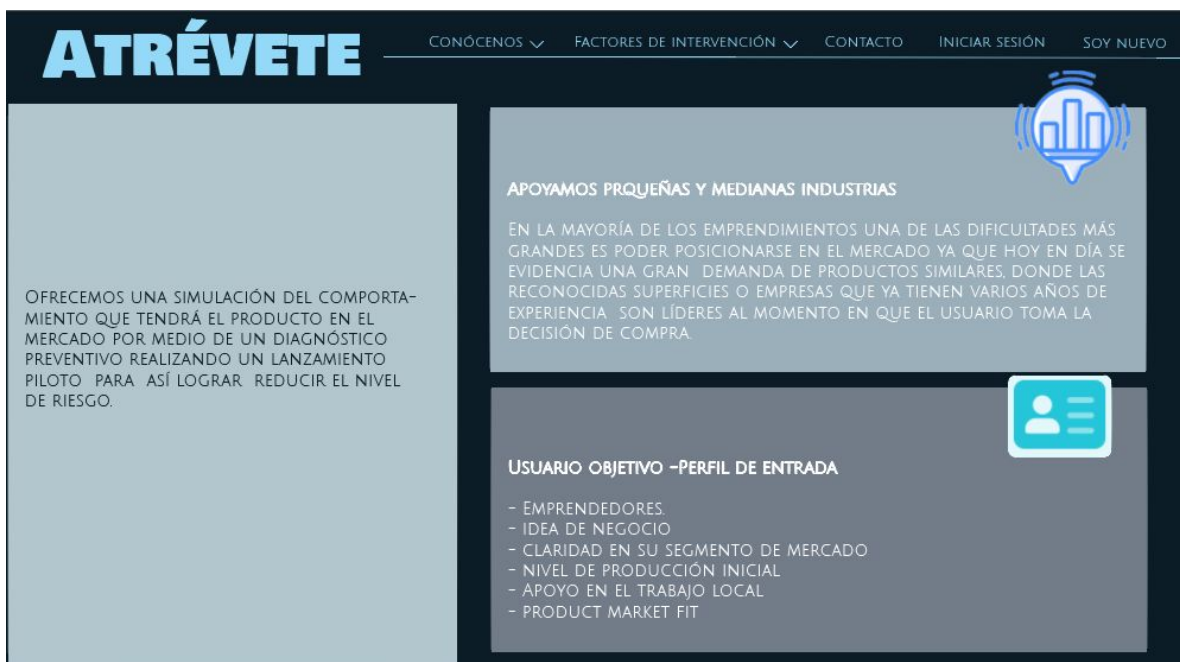 Atrévete
Conócenos
Factores de intervención
Contacto
Iniciar sesión
Soy nuevo
Ofrecemos una simulación del comporta-
miento que tendrá el producto en el
mercado por medio de un diagnóstico
preventivo realizando un lanzamiento
piloto para así lograr reducir el nivel
de riesgo.
Apoyamos prqueñas y medianas industrias
En la mayoría de los emprendimientos una de las dificultades más
grandes es poder posicionarse en el mercado ya que hoy en día se
evidencia una gran demanda de productos similares, donde las
reconocidas superficies o empresas que ya tienen varios años de
experiencia son líderes al momento en que el usuario toma la
decisión de compra.
Usuario objetivo -Perfil de entrada
- Emprendedores.
- idea de negocio
- claridad en su segmento de mercado
- nivel de producción inicial
- Apoyo en el trabajo local
- product market fit